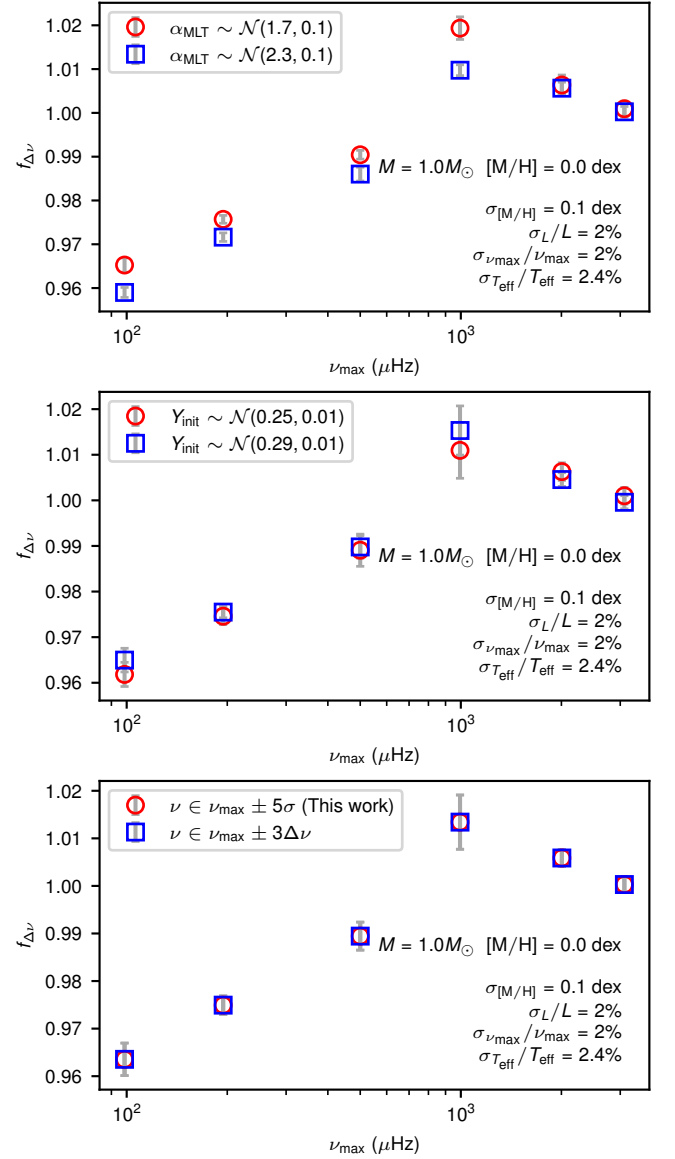 1.02
1.01
1.00
0.99
0.98
0.97
0.96
f_Δν
α_MLT ∼ 𝒩(1.7, 0.1)
α_MLT ∼ 𝒩(2.3, 0.1)
M = 1.0M_⊙ [M/H] = 0.0 dex
σ_[M/H] = 0.1 dex
σ_L/L = 2%
σ_ν_max/ν_max = 2%
σ_T_eff/T_eff = 2.4%
10^2
10^3
ν_max (μHz)
1.02
1.01
1.00
0.99
0.98
0.97
0.96
f_Δν
Y_init ∼ 𝒩(0.25, 0.01)
Y_init ∼ 𝒩(0.29, 0.01)
M = 1.0M_⊙ [M/H] = 0.0 dex
σ_[M/H] = 0.1 dex
σ_L/L = 2%
σ_ν_max/ν_max = 2%
σ_T_eff/T_eff = 2.4%
10^2
10^3
ν_max (μHz)
1.02
1.01
1.00
0.99
0.98
0.97
0.96
f_Δν
ν ∈ ν_max ± 5σ (This work)
ν ∈ ν_max ± 3Δν
M = 1.0M_⊙ [M/H] = 0.0 dex
σ_[M/H] = 0.1 dex
σ_L/L = 2%
σ_ν_max/ν_max = 2%
σ_T_eff/T_eff = 2.4%
10^2
10^3
ν_max (μHz)